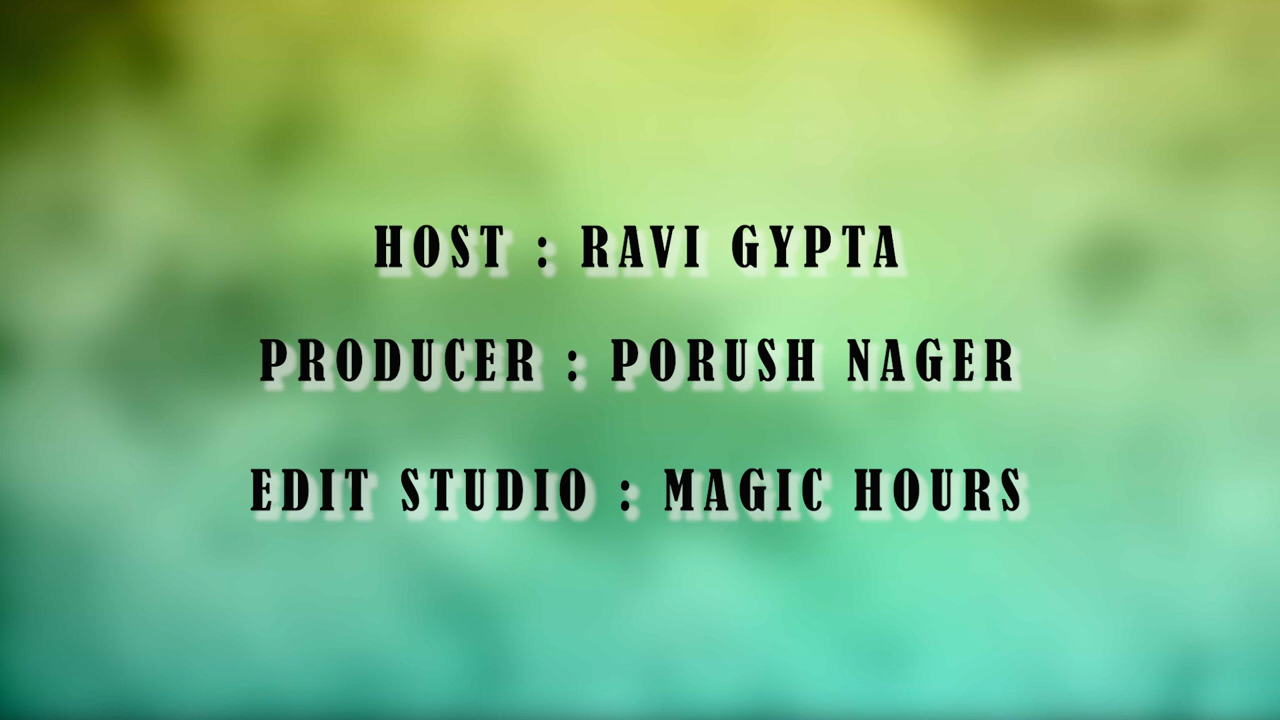 HOST : RAVI GYPTA
PRODUCER : PORUSH NAGER
EDIT STUDIO : MAGIC HOURS